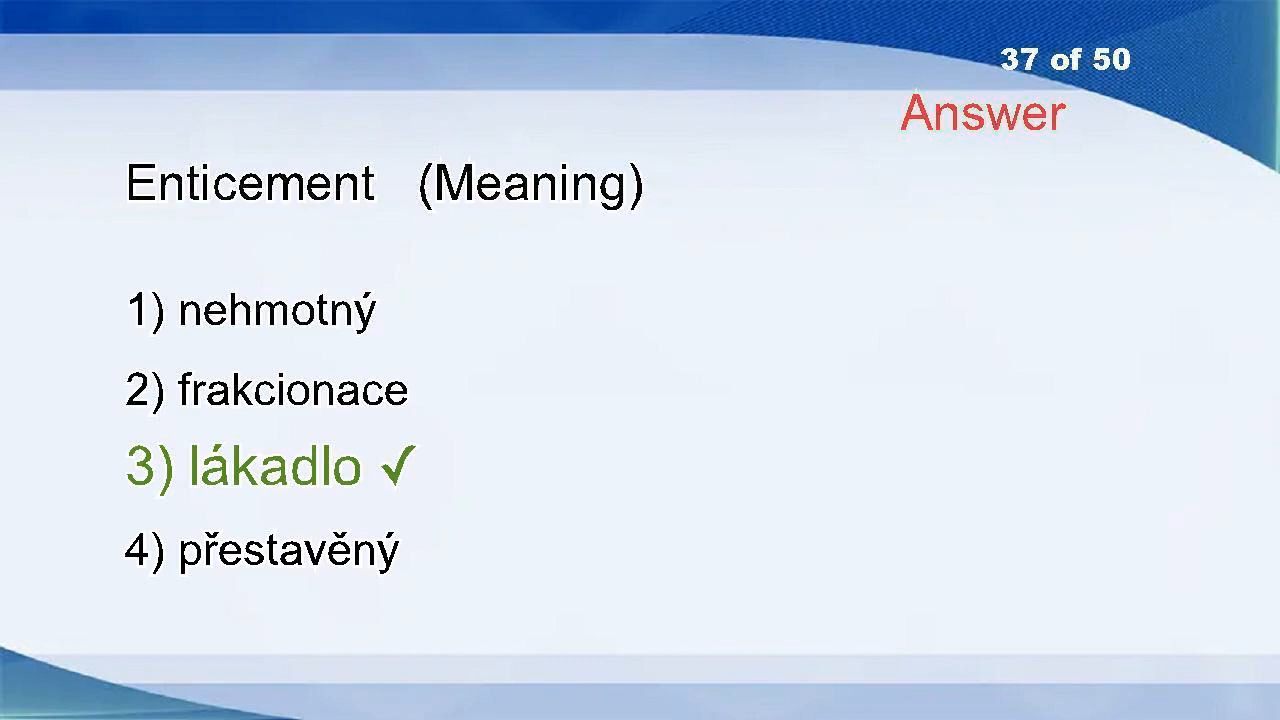 37 of 50
Answer
Enticement (Meaning)
1) nehmotný
2) frakcionace
3) lákadlo ✓
4) přestavěný